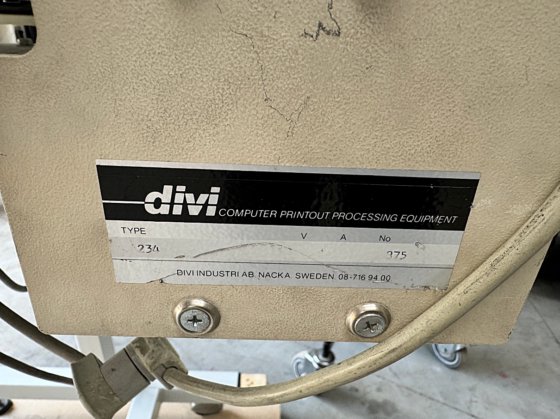 divi COMPUTER PRINTOUT PROCESSING EQUIPMENT
TYPE V A No
234 375
DIVI INDUSTRI AB. NACKA SWEDEN 08-716 94 00